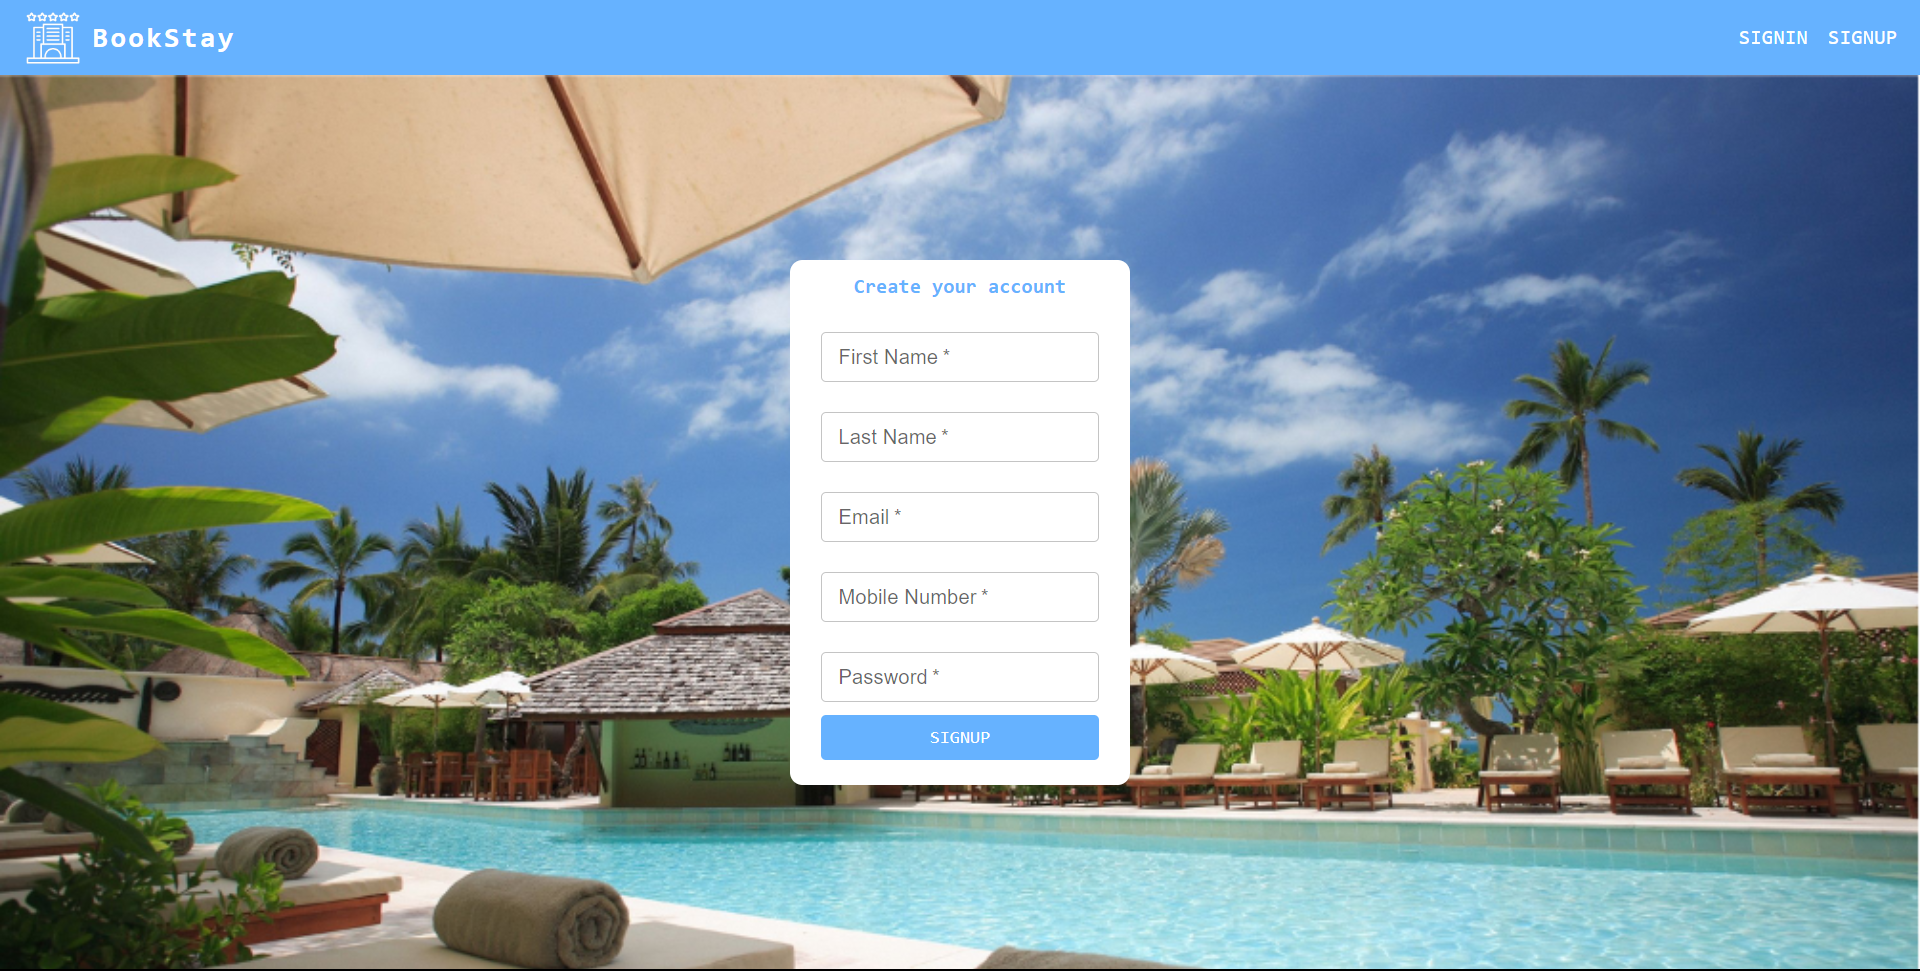 BookStay
SIGNIN SIGNUP
Create your account
First Name *
Last Name *
Email *
Mobile Number *
Password *
SIGNUP